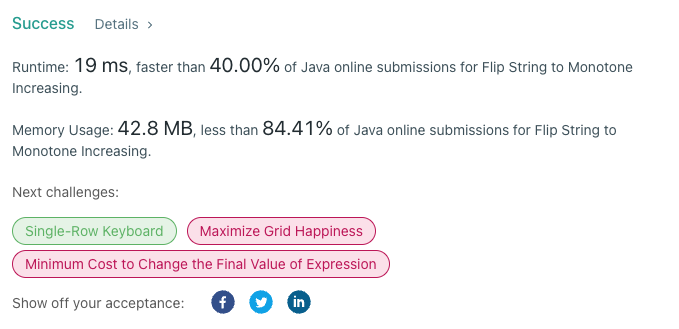 Success Details >
Runtime: 19 ms, faster than 40.00% of Java online submissions for Flip String to Monotone
Increasing.
Memory Usage: 42.8 MB, less than 84.41% of Java online submissions for Flip String to
Monotone Increasing.
Next challenges:
Single-Row Keyboard Maximize Grid Happiness
Minimum Cost to Change the Final Value of Expression
Show off your acceptance: f in